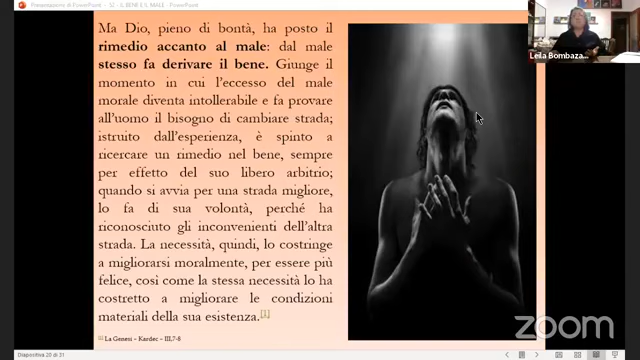 Presentazione di PowerPoint - 52 - IL BENE E IL MALE - PowerPoint
Ma Dio, pieno di bontà, ha posto il
rimedio accanto al male: dal male
stesso fa derivare il bene. Giunge il
momento in cui l'eccesso del male
morale diventa intollerabile e fa provare
all'uomo il bisogno di cambiare strada;
istruito dall'esperienza, è spinto a
ricercare un rimedio nel bene, sempre
per effetto del suo libero arbitrio;
quando si avvia per una strada migliore,
lo fa di sua volontà, perché ha
riconosciuto gli inconvenienti dell'altra
strada. La necessità, quindi, lo costringe
a migliorarsi moralmente, per essere più
felice, così come la stessa necessità lo ha
costretto a migliorare le condizioni
materiali della sua esistenza.[1]
[1] La Genesi – Kardec – III,7-8
Leila Bombaza...
zoom
Diapositiva 20 di 31